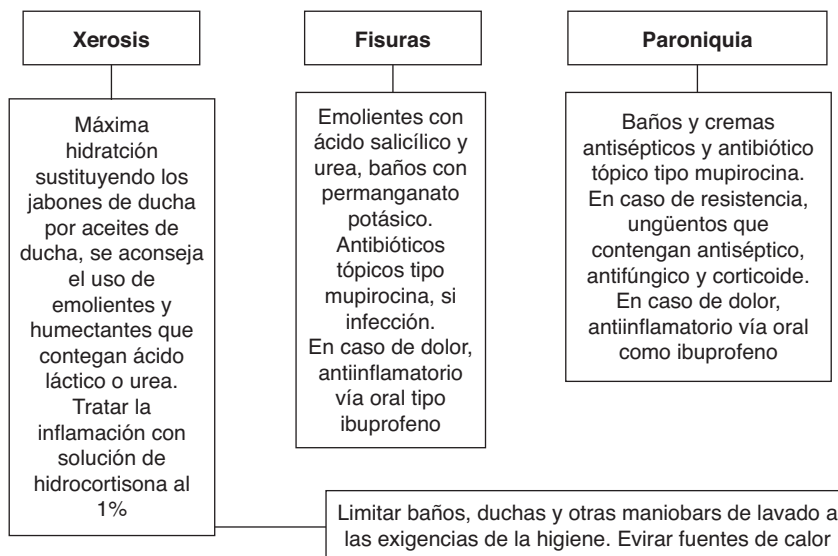 Xerosis
Máxima
hidratción
sustituyendo los
jabones de ducha
por aceites de
ducha, se aconseja
el uso de
emolientes y
humectantes que
contegan ácido
láctico o urea.
Tratar la
inflamación con
solución de
hidrocortisona al
1%
Fisuras
Emolientes con
ácido salicílico y
urea, baños con
permanganato
potásico.
Antibióticos
tópicos tipo
mupirocina, si
infección.
En caso de dolor,
antiinflamatorio
vía oral tipo
ibuprofeno
Paroniquia
Baños y cremas
antisépticos y antibiótico
tópico tipo mupirocina.
En caso de resistencia,
ungüentos que
contengan antiséptico,
antifúngico y corticoide.
En caso de dolor,
antiinflamatorio vía oral
como ibuprofeno
Limitar baños, duchas y otras maniobars de lavado a
las exigencias de la higiene. Evirar fuentes de calor